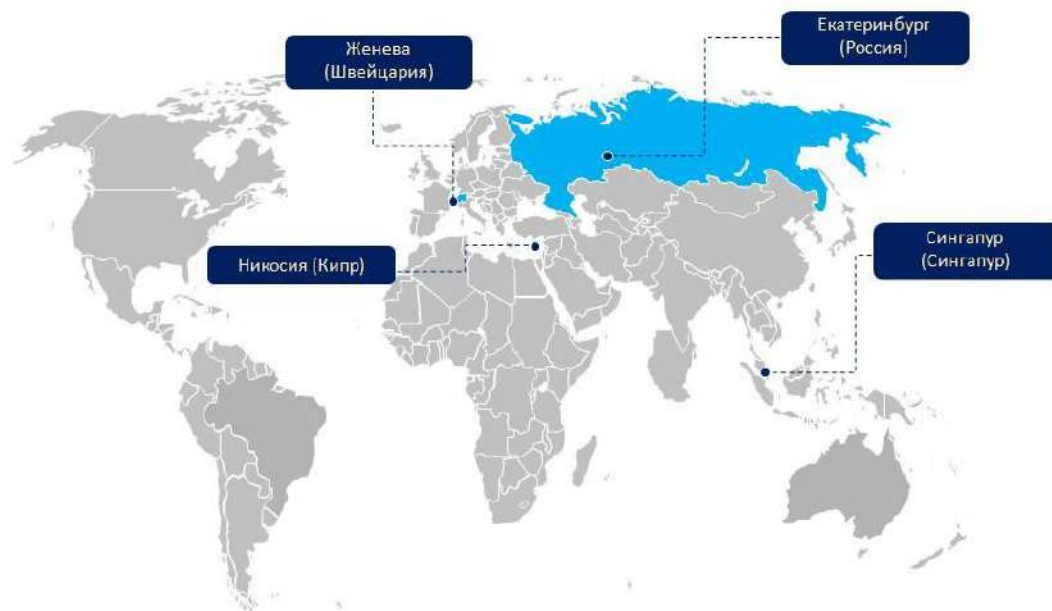 Екатеринбург
(Россия)
Женева
(Швейцария)
Никосия (Кипр)
Сингапур
(Сингапур)